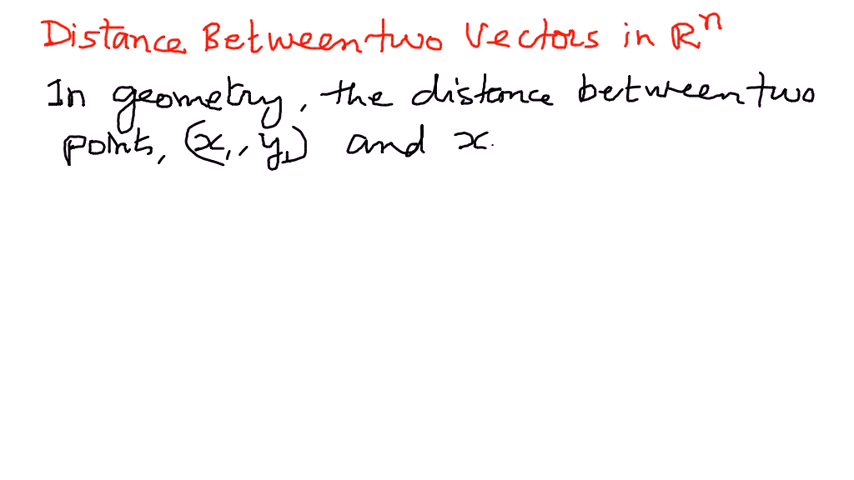 Distance Between two Vectors in Rⁿ
In geometry, the distance between two
points, (x₁, y₁) and x